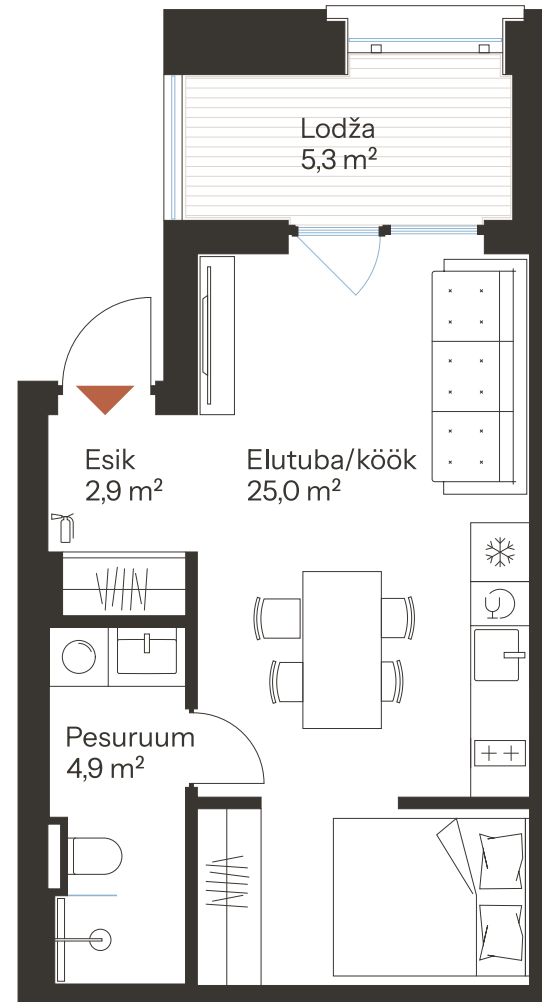 Lodža
5,3 m²
Esik
2,9 m²
Elutuba/köök
25,0 m²
Pesuruum
4,9 m²